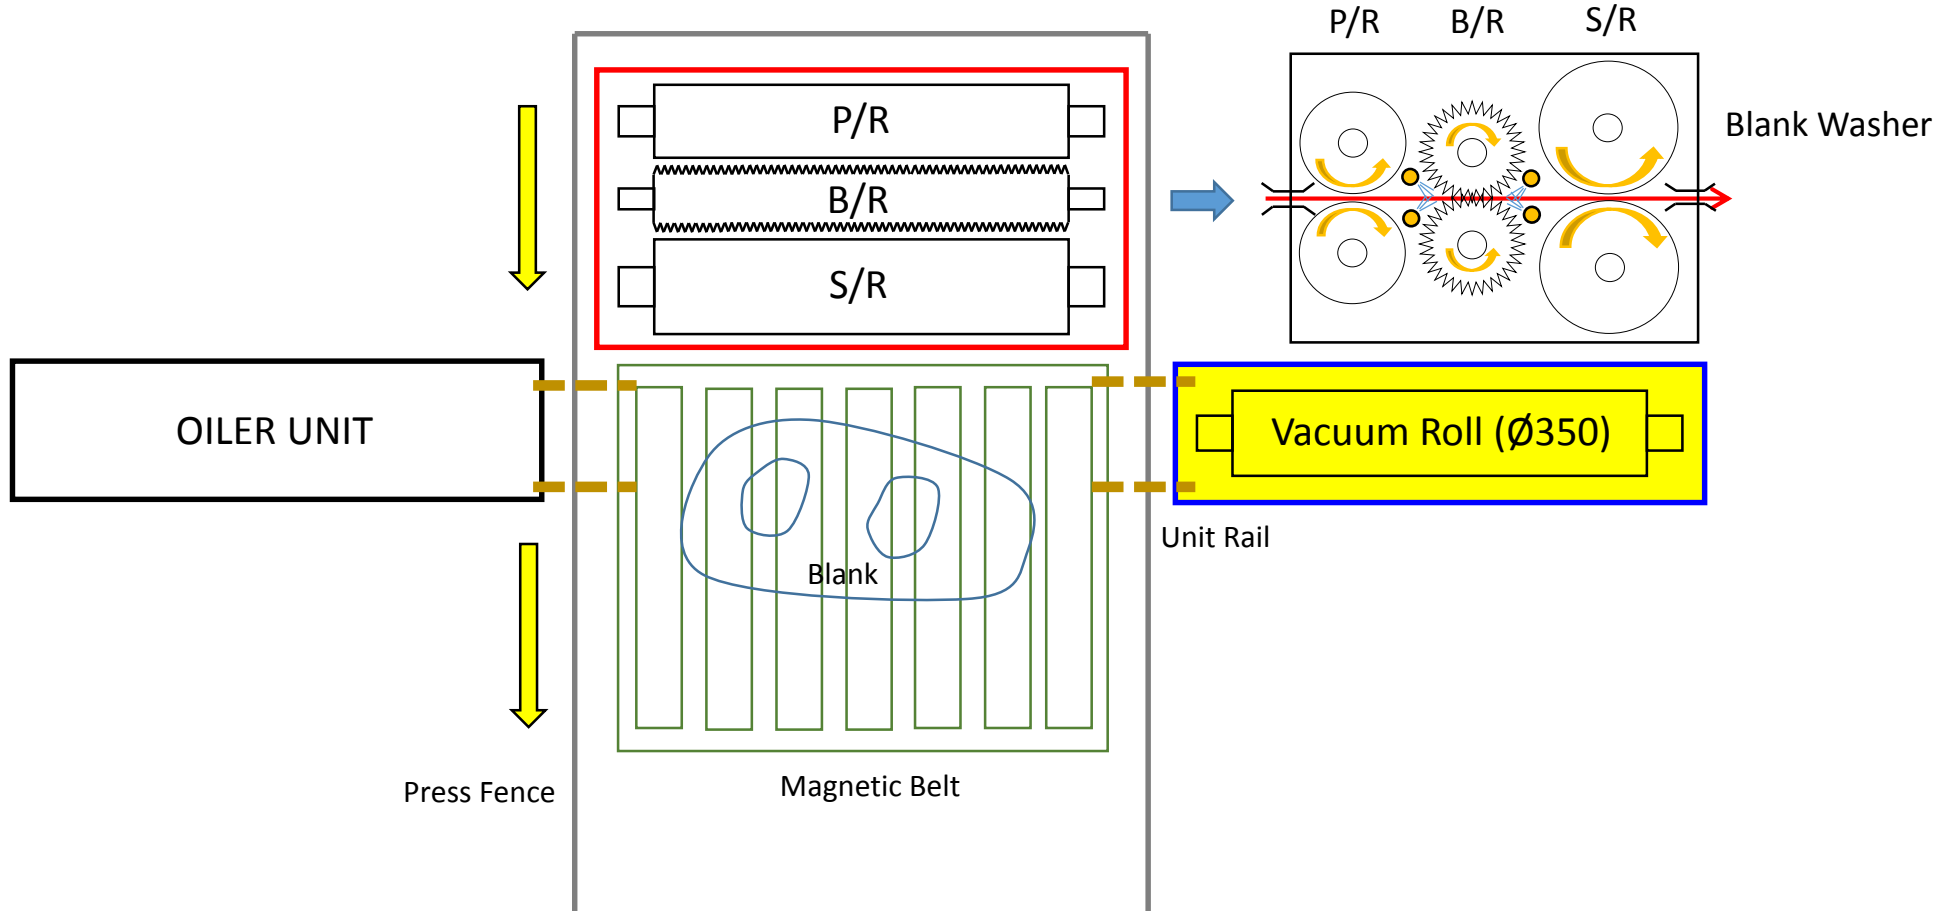 P/R B/R S/R
P/R
Blank Washer
B/R
S/R
OILER UNIT
Vacuum Roll (Ø350)
Unit Rail
Blank
Press Fence
Magnetic Belt